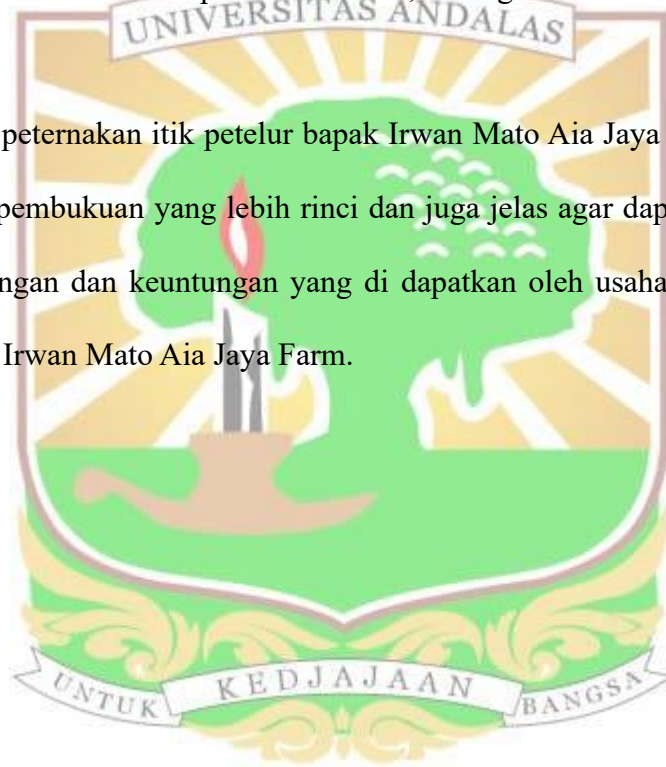 UNIVERSITAS ANDALAS
peternakan itik petelur bapak Irwan Mato Aia Jaya
pembukuan yang lebih rinci dan juga jelas agar dap
ngan dan keuntungan yang di dapatkan oleh usaha
Irwan Mato Aia Jaya Farm.
UNTUK KEDJAJAAN BANGSA